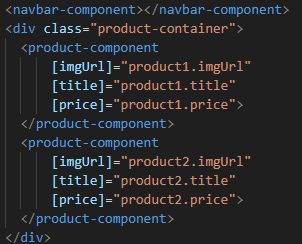 <navbar-component></navbar-component>
<div class="product-container">
  <product-component
      [imgUrl]="product1.imgUrl"
      [title]="product1.title"
      [price]="product1.price">
  </product-component>
  <product-component
      [imgUrl]="product2.imgUrl"
      [title]="product2.title"
      [price]="product2.price">
  </product-component>
</div>